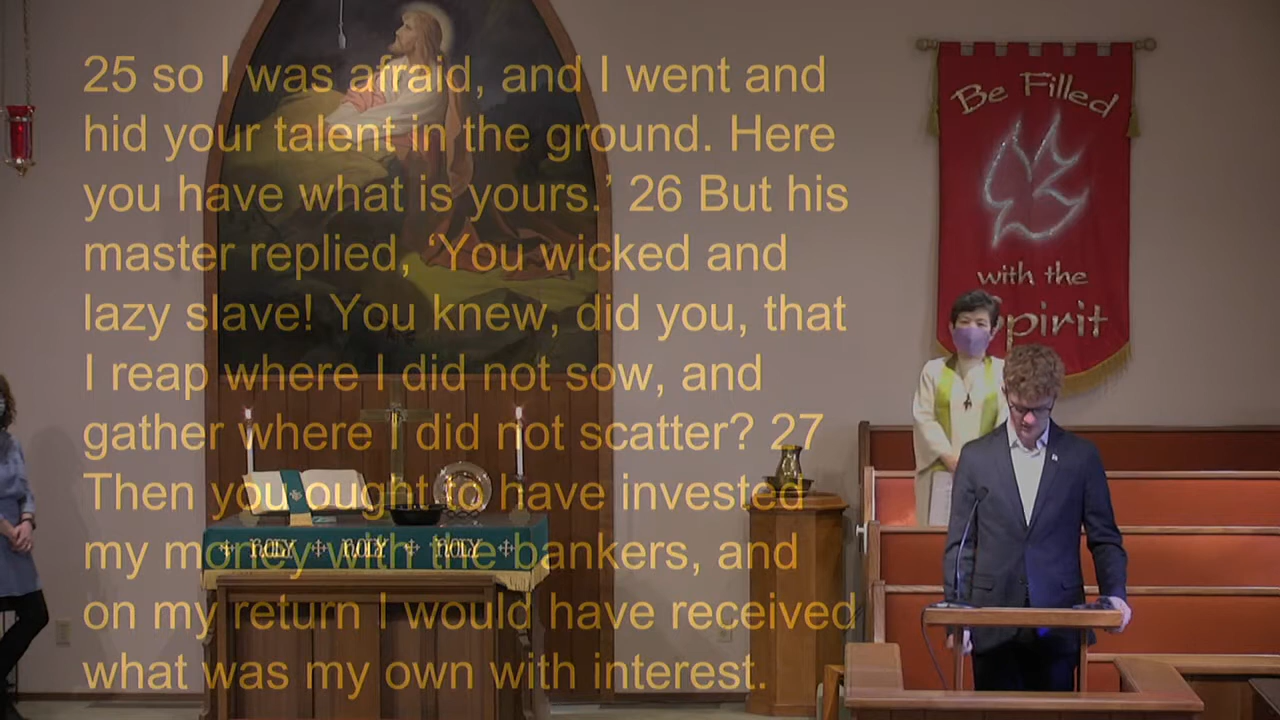 25 so I was afraid, and I went and
hid your talent in the ground. Here
you have what is yours.’ 26 But his
master replied, ‘You wicked and
lazy slave! You knew, did you, that
I reap where I did not sow, and
gather where I did not scatter? 27
Then you ought to have invested
my money with the bankers, and
on my return I would have received
what was my own with interest.
Be Filled
with the
Spirit
HOLY HOLY HOLY